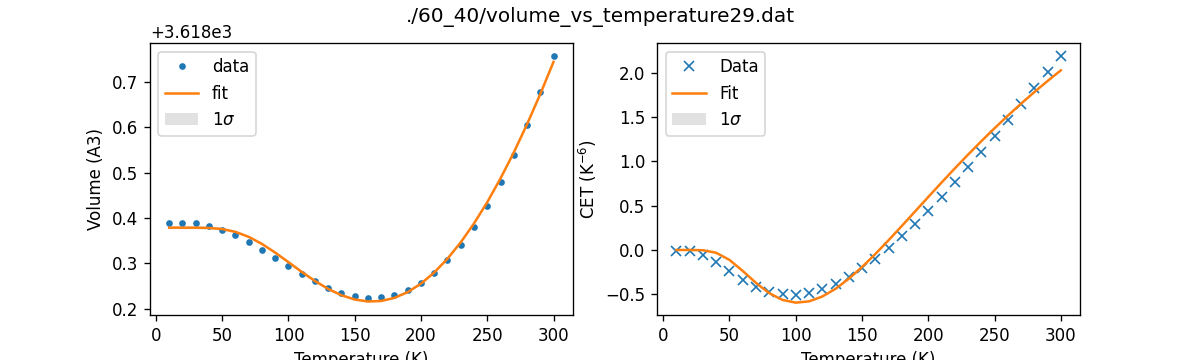 ./60_40/volume_vs_temperature29.dat
+3.618e3
Volume (A3)
0.7
0.6
0.5
0.4
0.3
0.2
data
fit
1σ
0 50 100 150 200 250 300
Temperature (K)
CET (K⁻⁶)
2.0
1.5
1.0
0.5
0.0
−0.5
Data
Fit
1σ
0 50 100 150 200 250 300
Temperature (K)